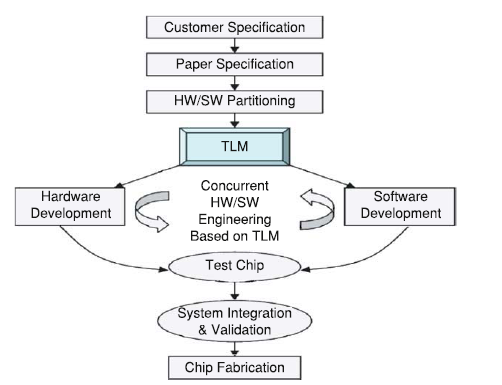 Customer Specification
Paper Specification
HW/SW Partitioning
TLM
Hardware
Development
Concurrent
HW/SW
Engineering
Based on TLM
Software
Development
Test Chip
System Integration
& Validation
Chip Fabrication